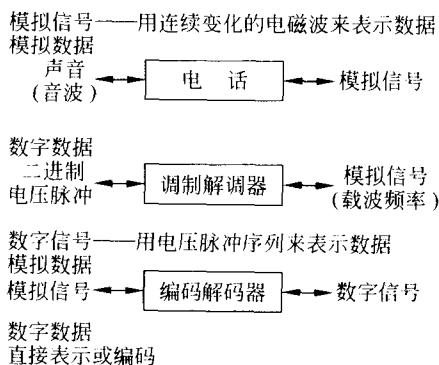 模拟信号——用连续变化的电磁波来表示数据
模拟数据
声音
(音波)
电 话
模拟信号
数字数据
二进制
电压脉冲
调制解调器
模拟信号
(载波频率)
数字信号——用电压脉冲序列来表示数据
模拟数据
模拟信号
编码解码器
数字信号
数字数据
直接表示或编码